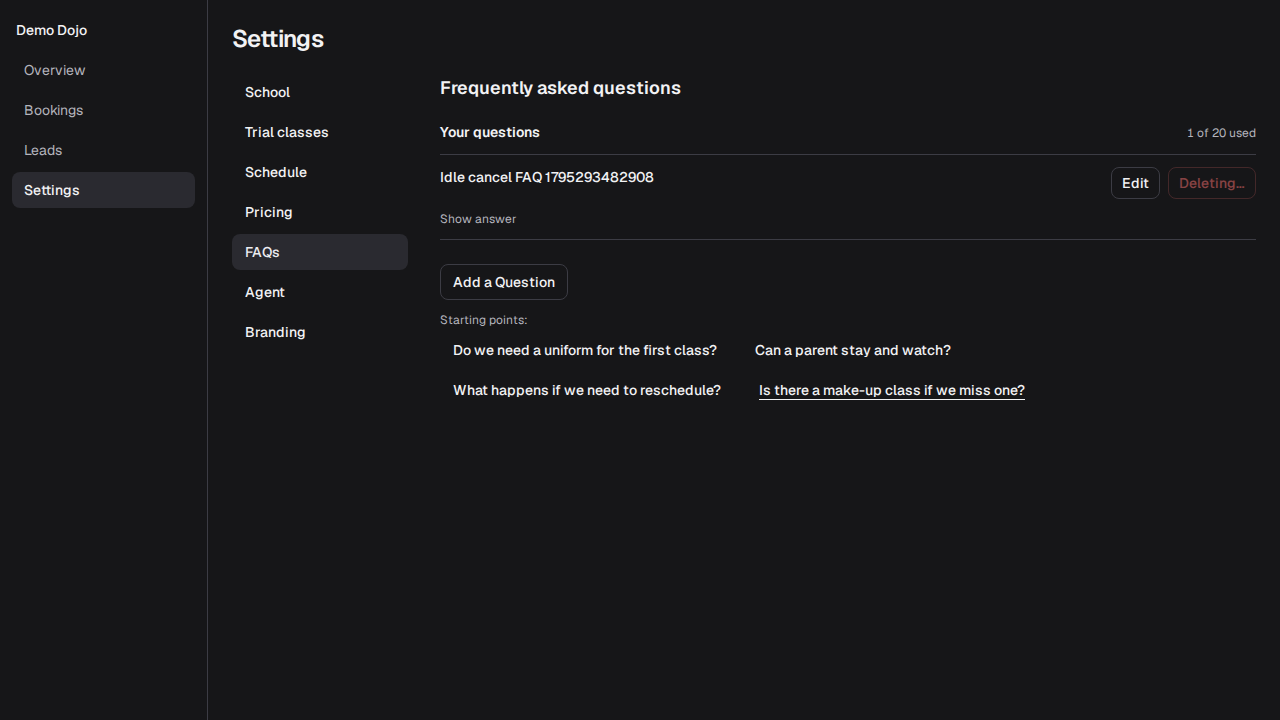 Demo Dojo
Overview
Bookings
Leads
Settings
Settings
School
Trial classes
Schedule
Pricing
FAQs
Agent
Branding
Frequently asked questions
Your questions 1 of 20 used
Idle cancel FAQ 1795293482908 Edit Deleting…
Show answer
Add a Question
Starting points:
Do we need a uniform for the first class? Can a parent stay and watch?
What happens if we need to reschedule? Is there a make-up class if we miss one?